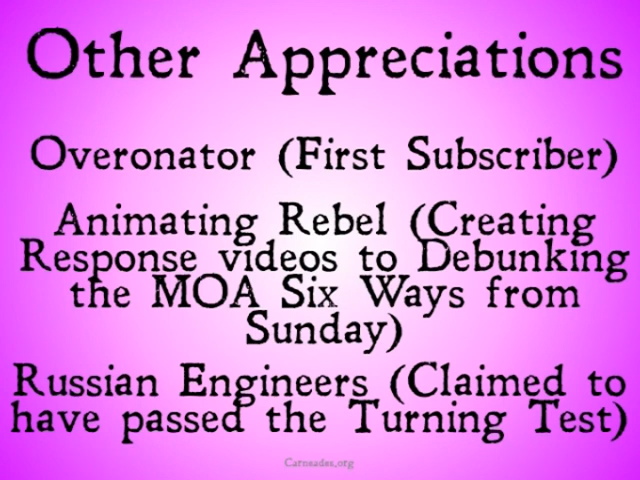 Other Appreciations
Overonator (First Subscriber)
Animating Rebel (Creating
Response videos to Debunking
the MOA Six Ways from
Sunday)
Russian Engineers (Claimed to
have passed the Turning Test)
Carneades.org